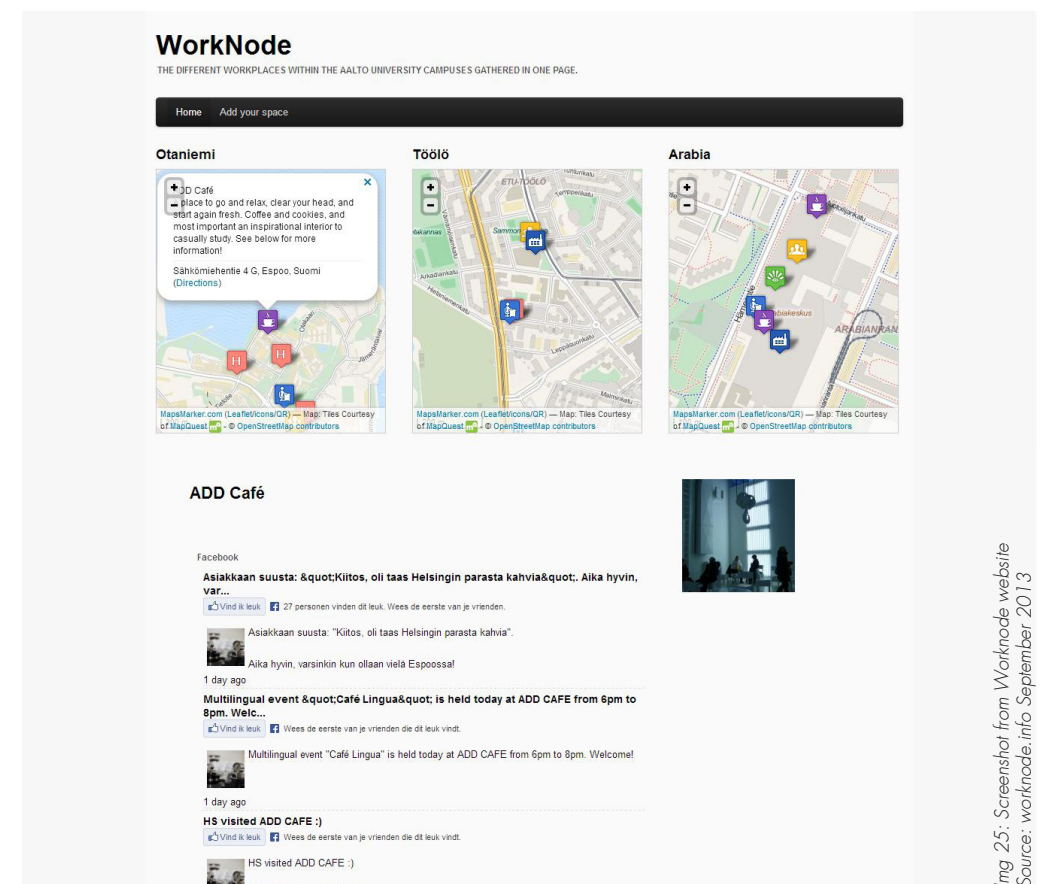 WorkNode
THE DIFFERENT WORKPLACES WITHIN THE AALTO UNIVERSITY CAMPUSES GATHERED IN ONE PAGE.
Home Add your space
Otaniemi
Töölö
Arabia
+
−
Café
place to go and relax, clear your head, and
start again fresh. Coffee and cookies, and
most important an inspirational interior to
casually study. See below for more
information!
Sähkömiehentie 4 G, Espoo, Suomi
(Directions)
×
H
H
MapsMarker.com (Leaflet/icons/QR) — Map: Tiles Courtesy
of MapQuest - © OpenStreetMap contributors
+
−
ETU-TÖÖLÖ
Temppelikatu
Arkadiankatu
Hietaniemenkatu
Leppäsuonkatu
MapsMarker.com (Leaflet/icons/QR) — Map: Tiles Courtesy
of MapQuest - © OpenStreetMap contributors
+
−
ARABIANRAN
MapsMarker.com (Leaflet/icons/QR) — Map: Tiles Courtesy
of MapQuest - © OpenStreetMap contributors
ADD Café
Facebook
Asiakkaan suusta: &quot;Kiitos, oli taas Helsingin parasta kahvia&quot;. Aika hyvin,
var...
Vind ik leuk 27 personen vinden dit leuk. Wees de eerste van je vrienden.
Asiakkaan suusta: "Kiitos, oli taas Helsingin parasta kahvia".
Aika hyvin, varsinkin kun ollaan vielä Espoossa!
1 day ago
Multilingual event &quot;Café Lingua&quot; is held today at ADD CAFE from 6pm to
8pm. Welc...
Vind ik leuk Wees de eerste van je vrienden die dit leuk vindt.
Multilingual event "Café Lingua" is held today at ADD CAFE from 6pm to 8pm. Welcome!
1 day ago
HS visited ADD CAFE :)
Vind ik leuk Wees de eerste van je vrienden die dit leuk vindt.
HS visited ADD CAFE :)
Img 25: Screenshot from Worknode website
Source: worknode.info September 2013